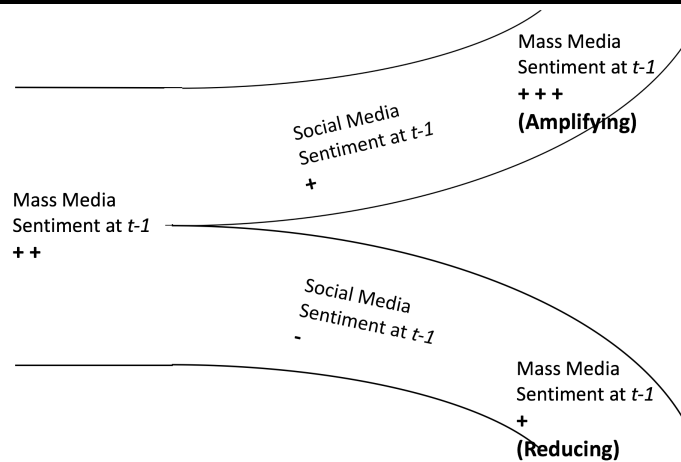 Mass Media
Sentiment at t-1
+ + +
(Amplifying)
Social Media
Sentiment at t-1
+
Mass Media
Sentiment at t-1
+ +
Social Media
Sentiment at t-1
-
Mass Media
Sentiment at t-1
+
(Reducing)